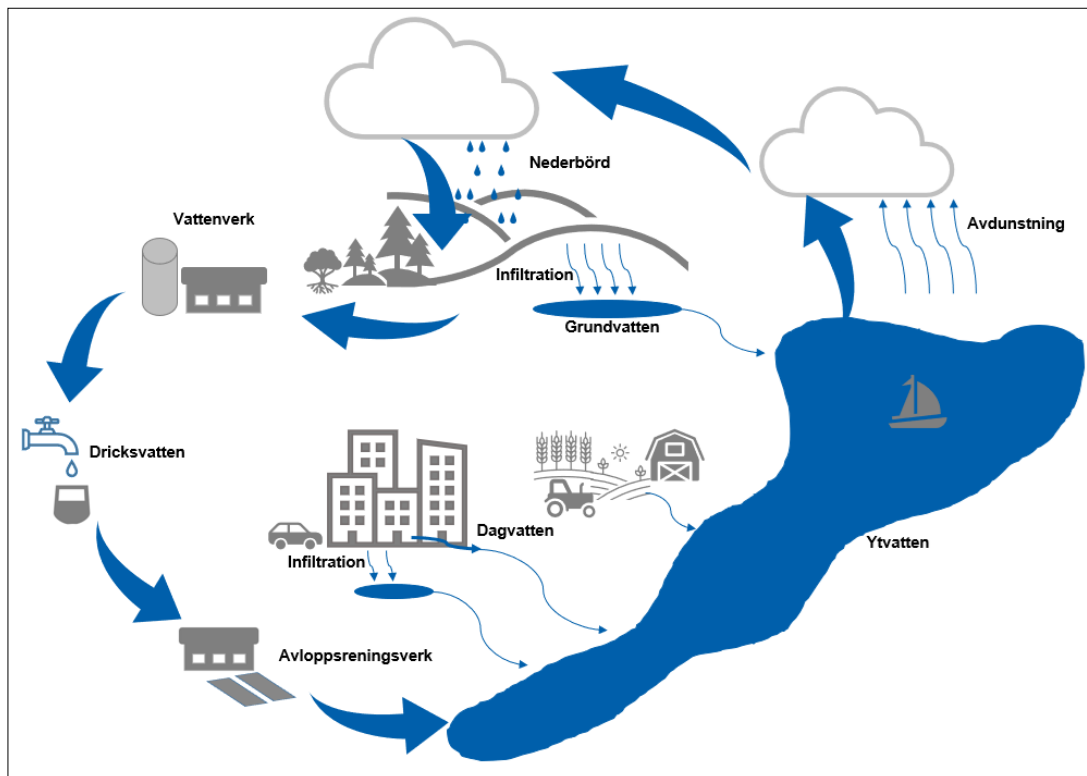 Nederbörd
Vattenverk
Avdunstning
Infiltration
Grundvatten
Dricksvatten
Dagvatten
Ytvatten
Infiltration
Avloppsreningsverk